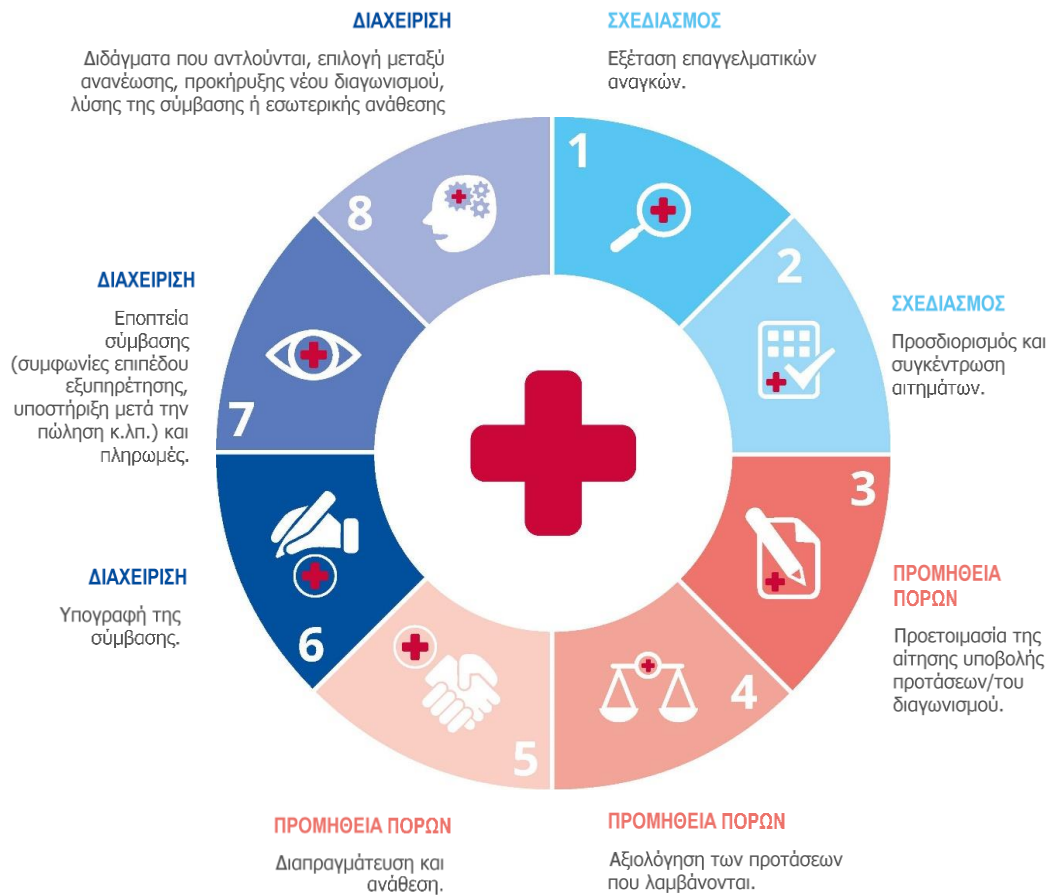 ΣΧΕΔΙΑΣΜΟΣ
Εξέταση επαγγελματικών
αναγκών.
1
ΣΧΕΔΙΑΣΜΟΣ
Προσδιορισμός και
συγκέντρωση
αιτημάτων.
2
ΠΡΟΜΗΘΕΙΑ
ΠΟΡΩΝ
Προετοιμασία της
αίτησης υποβολής
προτάσεων/του
διαγωνισμού.
3
ΠΡΟΜΗΘΕΙΑ ΠΟΡΩΝ
Αξιολόγηση των προτάσεων
που λαμβάνονται.
4
ΠΡΟΜΗΘΕΙΑ ΠΟΡΩΝ
Διαπραγμάτευση και
ανάθεση.
5
ΔΙΑΧΕΙΡΙΣΗ
Υπογραφή της
σύμβασης.
6
ΔΙΑΧΕΙΡΙΣΗ
Εποπτεία
σύμβασης
(συμφωνίες επιπέδου
εξυπηρέτησης,
υποστήριξη μετά την
πώληση κ.λπ.) και
πληρωμές.
7
ΔΙΑΧΕΙΡΙΣΗ
Διδάγματα που αντλούνται, επιλογή μεταξύ
ανανέωσης, προκήρυξης νέου διαγωνισμού,
λύσης της σύμβασης ή εσωτερικής ανάθεσης
8